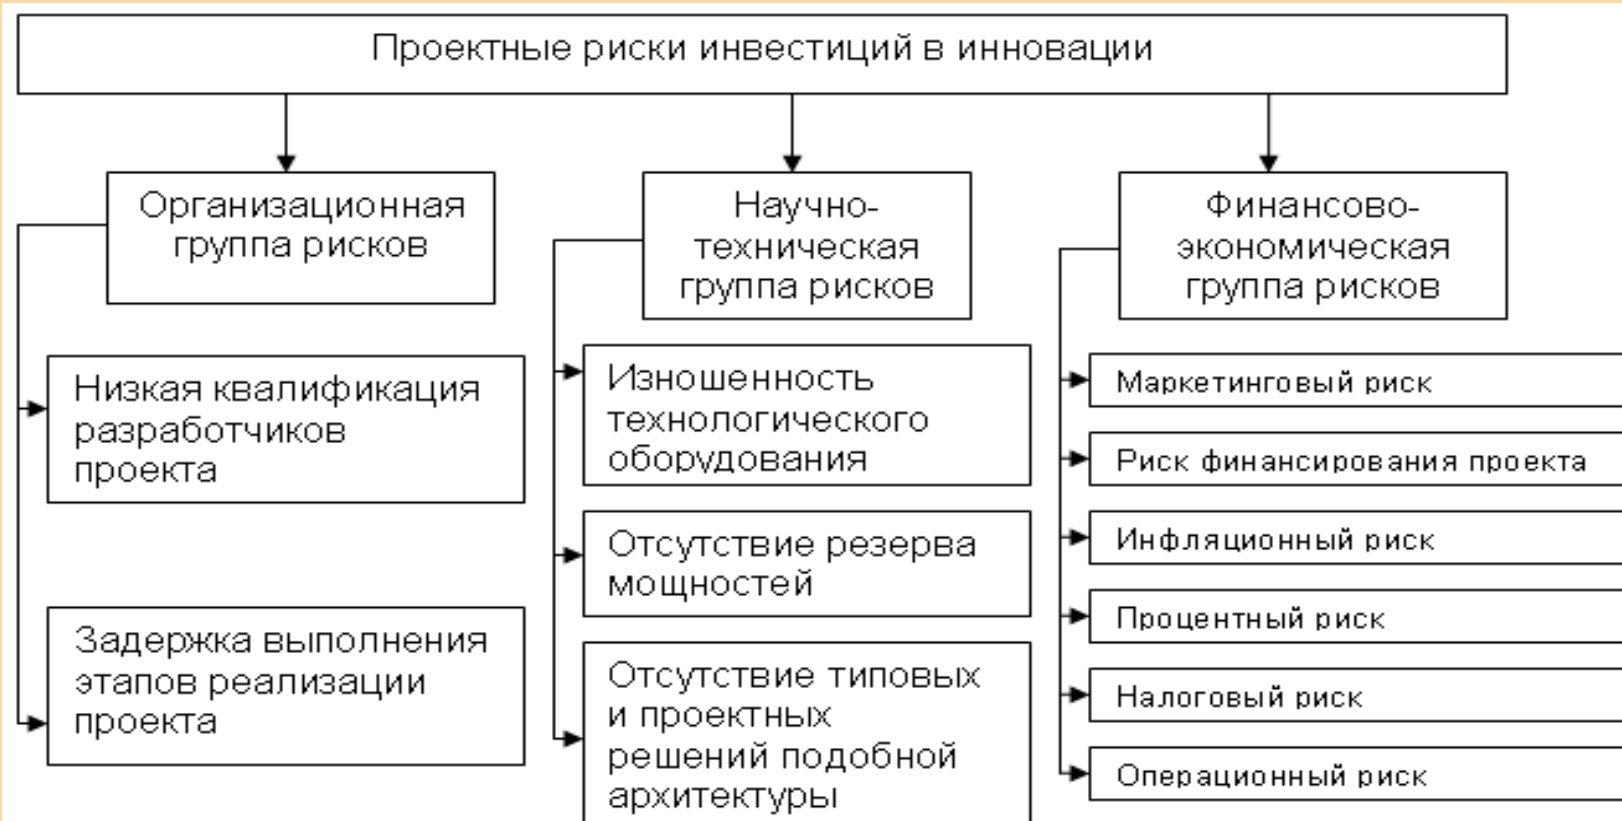 Проектные риски инвестиций в инновации
Организационная
группа рисков
Низкая квалификация
разработчиков
проекта
Задержка выполнения
этапов реализации
проекта
Научно-
техническая
группа рисков
Изношенность
технологического
оборудования
Отсутствие резерва
мощностей
Отсутствие типовых
и проектных
решений подобной
архитектуры
Финансово-
экономическая
группа рисков
Маркетинговый риск
Риск финансирования проекта
Инфляционный риск
Процентный риск
Налоговый риск
Операционный риск